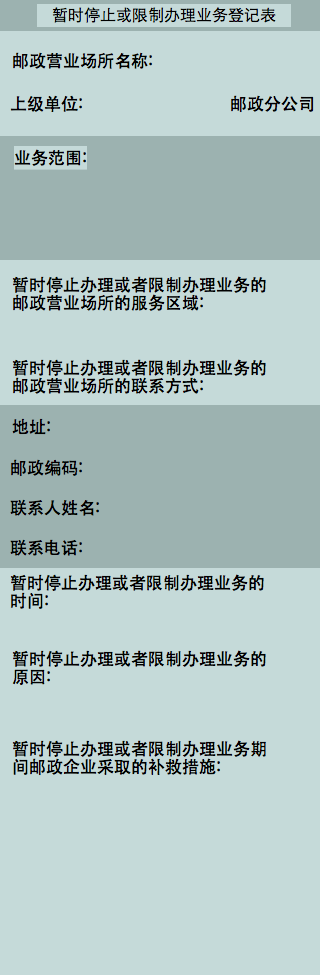 暂时停止或限制办理业务登记表
邮政营业场所名称:
上级单位: 邮政分公司
业务范围:
暂时停止办理或者限制办理业务的
邮政营业场所的服务区域:
暂时停止办理或者限制办理业务的
邮政营业场所的联系方式:
地址:
邮政编码:
联系人姓名:
联系电话:
暂时停止办理或者限制办理业务的
时间:
暂时停止办理或者限制办理业务的
原因:
暂时停止办理或者限制办理业务期
间邮政企业采取的补救措施: